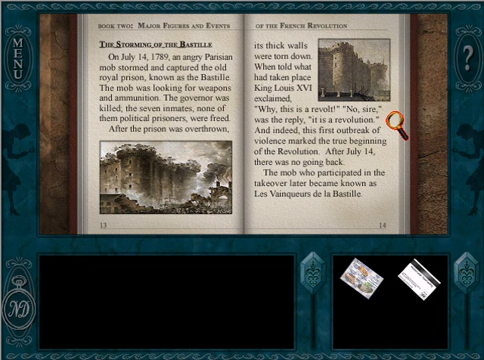 MENU
?
BOOK TWO: MAJOR FIGURES AND EVENTS
OF THE FRENCH REVOLUTION
THE STORMING OF THE BASTILLE
On July 14, 1789, an angry Parisian
mob stormed and captured the old
royal prison, known as the Bastille.
The mob was looking for weapons
and ammunition. The governor was
killed; the seven inmates, none of
them political prisoners, were freed.
After the prison was overthrown,
13
its thick walls
were torn down.
When told what
had taken place
King Louis XVI
exclaimed,
"Why, this is a revolt!" "No, sire,"
was the reply, "it is a revolution."
And indeed, this first outbreak of
violence marked the true beginning
of the Revolution. After July 14,
there was no going back.
The mob who participated in the
takeover later became known as
Les Vainqueurs de la Bastille.
14
ND